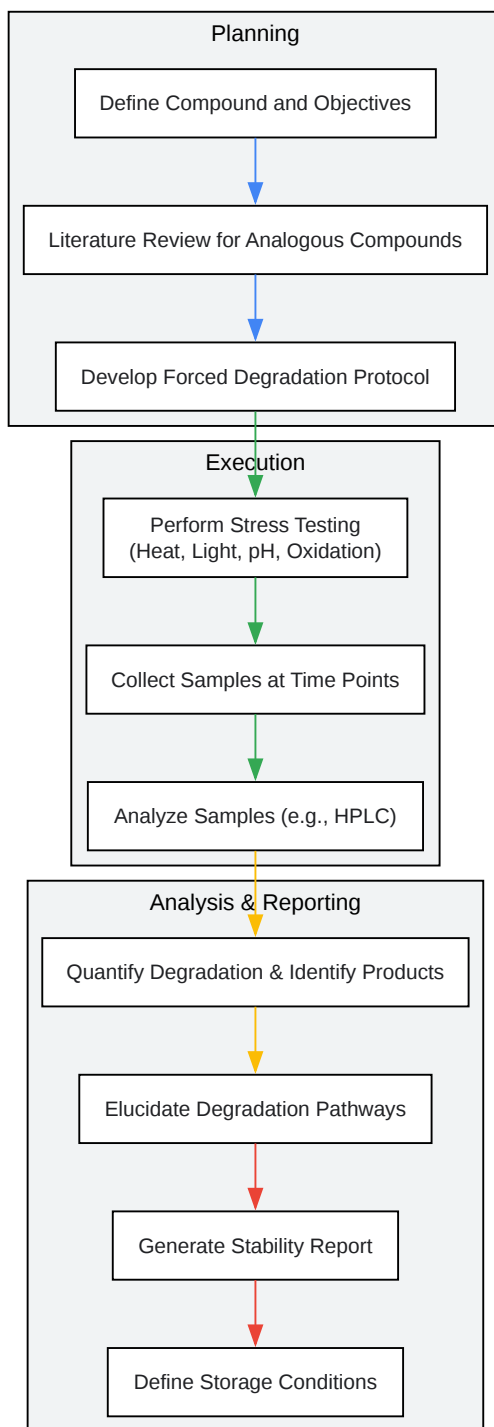 Planning
Define Compound and Objectives
Literature Review for Analogous Compounds
Develop Forced Degradation Protocol
Execution
Perform Stress Testing
(Heat, Light, pH, Oxidation)
Collect Samples at Time Points
Analyze Samples (e.g., HPLC)
Analysis & Reporting
Quantify Degradation & Identify Products
Elucidate Degradation Pathways
Generate Stability Report
Define Storage Conditions